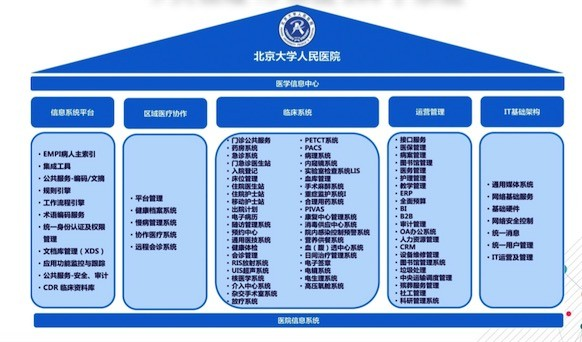 北京大学人民医院
医学信息中心
信息系统平台
EMPI病人主索引
集成工具
公共服务-编码/文摘
规则引擎
工作流程引擎
术语编码服务
统一身份认证及权限
管理
文档库管理（XDS）
应用功能监控与跟踪
公共服务-安全、审计
CDR 临床资料库
区域医疗协作
平台管理
健康档案系统
慢病管理系统
协作医疗系统
远程会诊系统
临床系统
门诊公共服务
药房系统
急诊系统
门急诊医生站
入院登记
床位管理
住院医生站
住院护士站
移动护士站
出院计划
电子病历
随访管理系统
预约中心
通用医技系统
健康体检
会诊管理
RIS放射系统
UIS超声系统
核医学系统
介入中心系统
杂交手术室系统
放疗系统
PETCT系统
PACS
病理系统
内窥镜系统
实验室检查系统LIS
血库管理
手术麻醉系统
重症监护系统
合理用药系统
PIVAS
康复中心管理系统
消毒供应中心系统
院内感染控制预警系统
营养供餐系统
血（腹）透中心系统
日间治疗管理系统
电子签章
电镜系统
电生理系统
高压氧舱系统
运营管理
接口服务
医保管理
病案管理
图书馆管理
医务管理
护理管理
教学管理
ERP
全面预算
BI
B2B
审计管理
OA办公系统
人力资源管理
CRM
设备维修管理
图书馆管理系统
垃圾处理
中央运输调度管理
殡葬服务管理
社工管理
科研管理系统
IT基础架构
通用媒体系统
网络基础服务
基础硬件
网络安全控制
统一消息
统一用户管理
IT运营及管理
医院信息系统